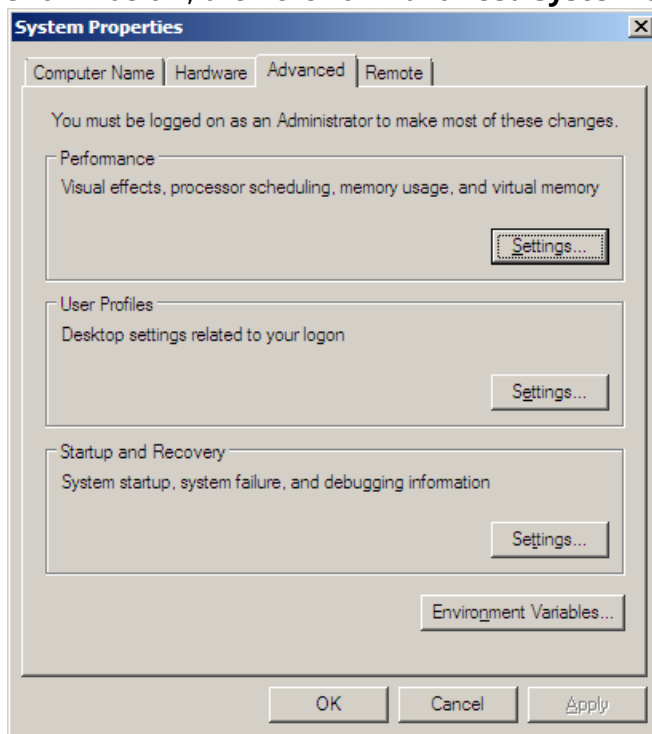 System Properties
Computer Name Hardware Advanced Remote
You must be logged on as an Administrator to make most of these changes.
Performance
Visual effects, processor scheduling, memory usage, and virtual memory
Settings...
User Profiles
Desktop settings related to your logon
Settings...
Startup and Recovery
System startup, system failure, and debugging information
Settings...
Environment Variables...
OK Cancel Apply